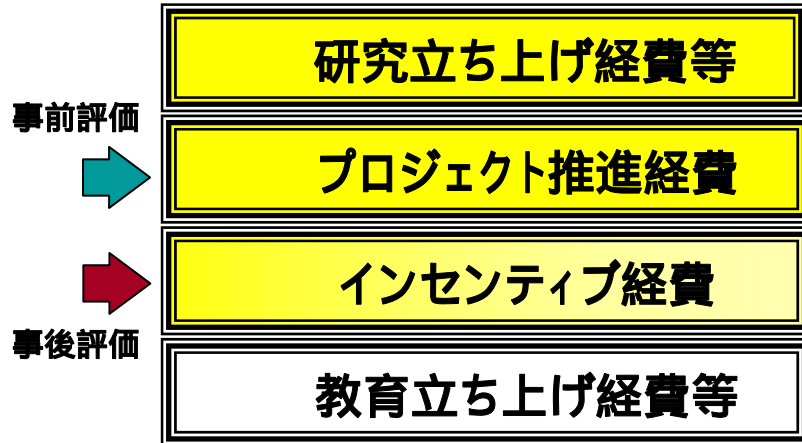 研究立ち上げ経費等
事前評価
プロジェクト推進経費
インセンティブ経費
事後評価
教育立ち上げ経費等